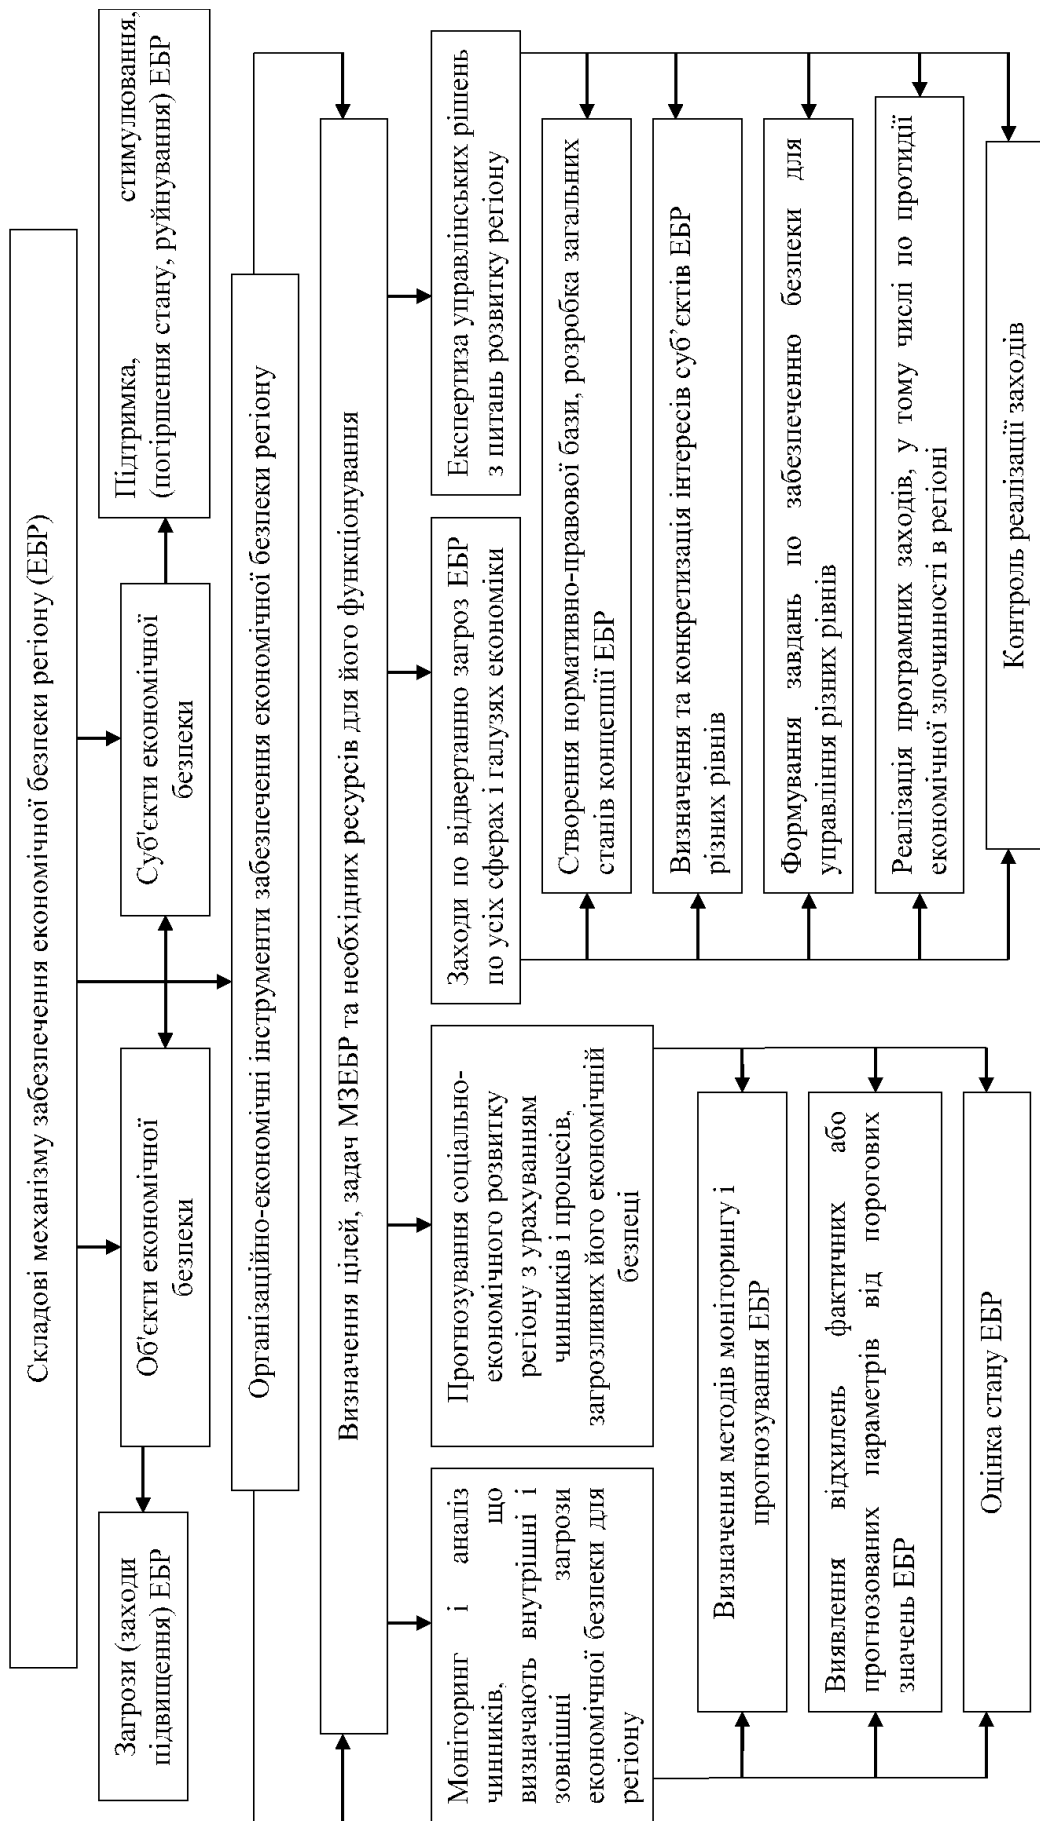 Складові механізму забезпечення економічної безпеки регіону (ЕБР)
Загрози (заходи
підвищення) ЕБР
Об'єкти економічної
безпеки
Суб'єкти економічної
безпеки
Підтримка, стимулювання,
(погіршення стану, руйнування) ЕБР
Організаційно-економічні інструменти забезпечення економічної безпеки регіону
Визначення цілей, задач МЗЕБР та необхідних ресурсів для його функціонування
Моніторинг і аналіз
чинників, що
визначають внутрішні і
зовнішні загрози
економічної безпеки для
регіону
Прогнозування соціально-
економічного розвитку
регіону з урахуванням
чинників і процесів,
загрозливих його економічній
безпеці
Заходи по відвертанню загроз ЕБР
по усіх сферах і галузях економіки
Експертиза управлінських рішень
з питань розвитку регіону
Визначення методів моніторингу і
прогнозування ЕБР
Виявлення відхилень фактичних або
прогнозованих параметрів від порогових
значень ЕБР
Оцінка стану ЕБР
Створення нормативно-правової бази, розробка загальних
станів концепції ЕБР
Визначення та конкретизація інтересів суб’єктів ЕБР
різних рівнів
Формування завдань по забезпеченню безпеки для
управління різних рівнів
Реалізація програмних заходів, у тому числі по протидії
економічної злочинності в регіоні
Контроль реалізації заходів